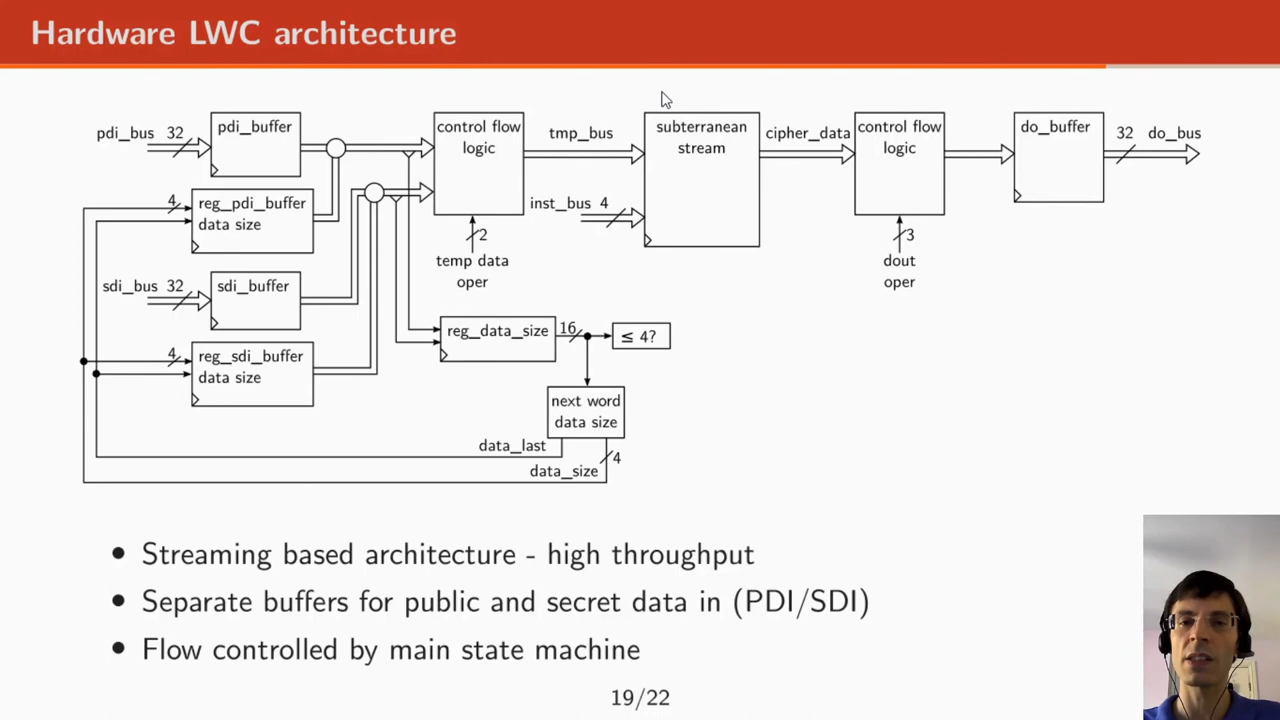 Hardware LWC architecture
pdi_bus 32
pdi_buffer
control flow
logic
tmp_bus
subterranean
stream
cipher_data
control flow
logic
do_buffer
32 do_bus
4
reg_pdi_buffer
data size
inst_bus 4
2
temp data
oper
3
dout
oper
sdi_bus 32
sdi_buffer
reg_data_size
16
≤ 4?
4
reg_sdi_buffer
data size
next word
data size
data_last
data_size
4
• Streaming based architecture - high throughput
• Separate buffers for public and secret data in (PDI/SDI)
• Flow controlled by main state machine
19/22